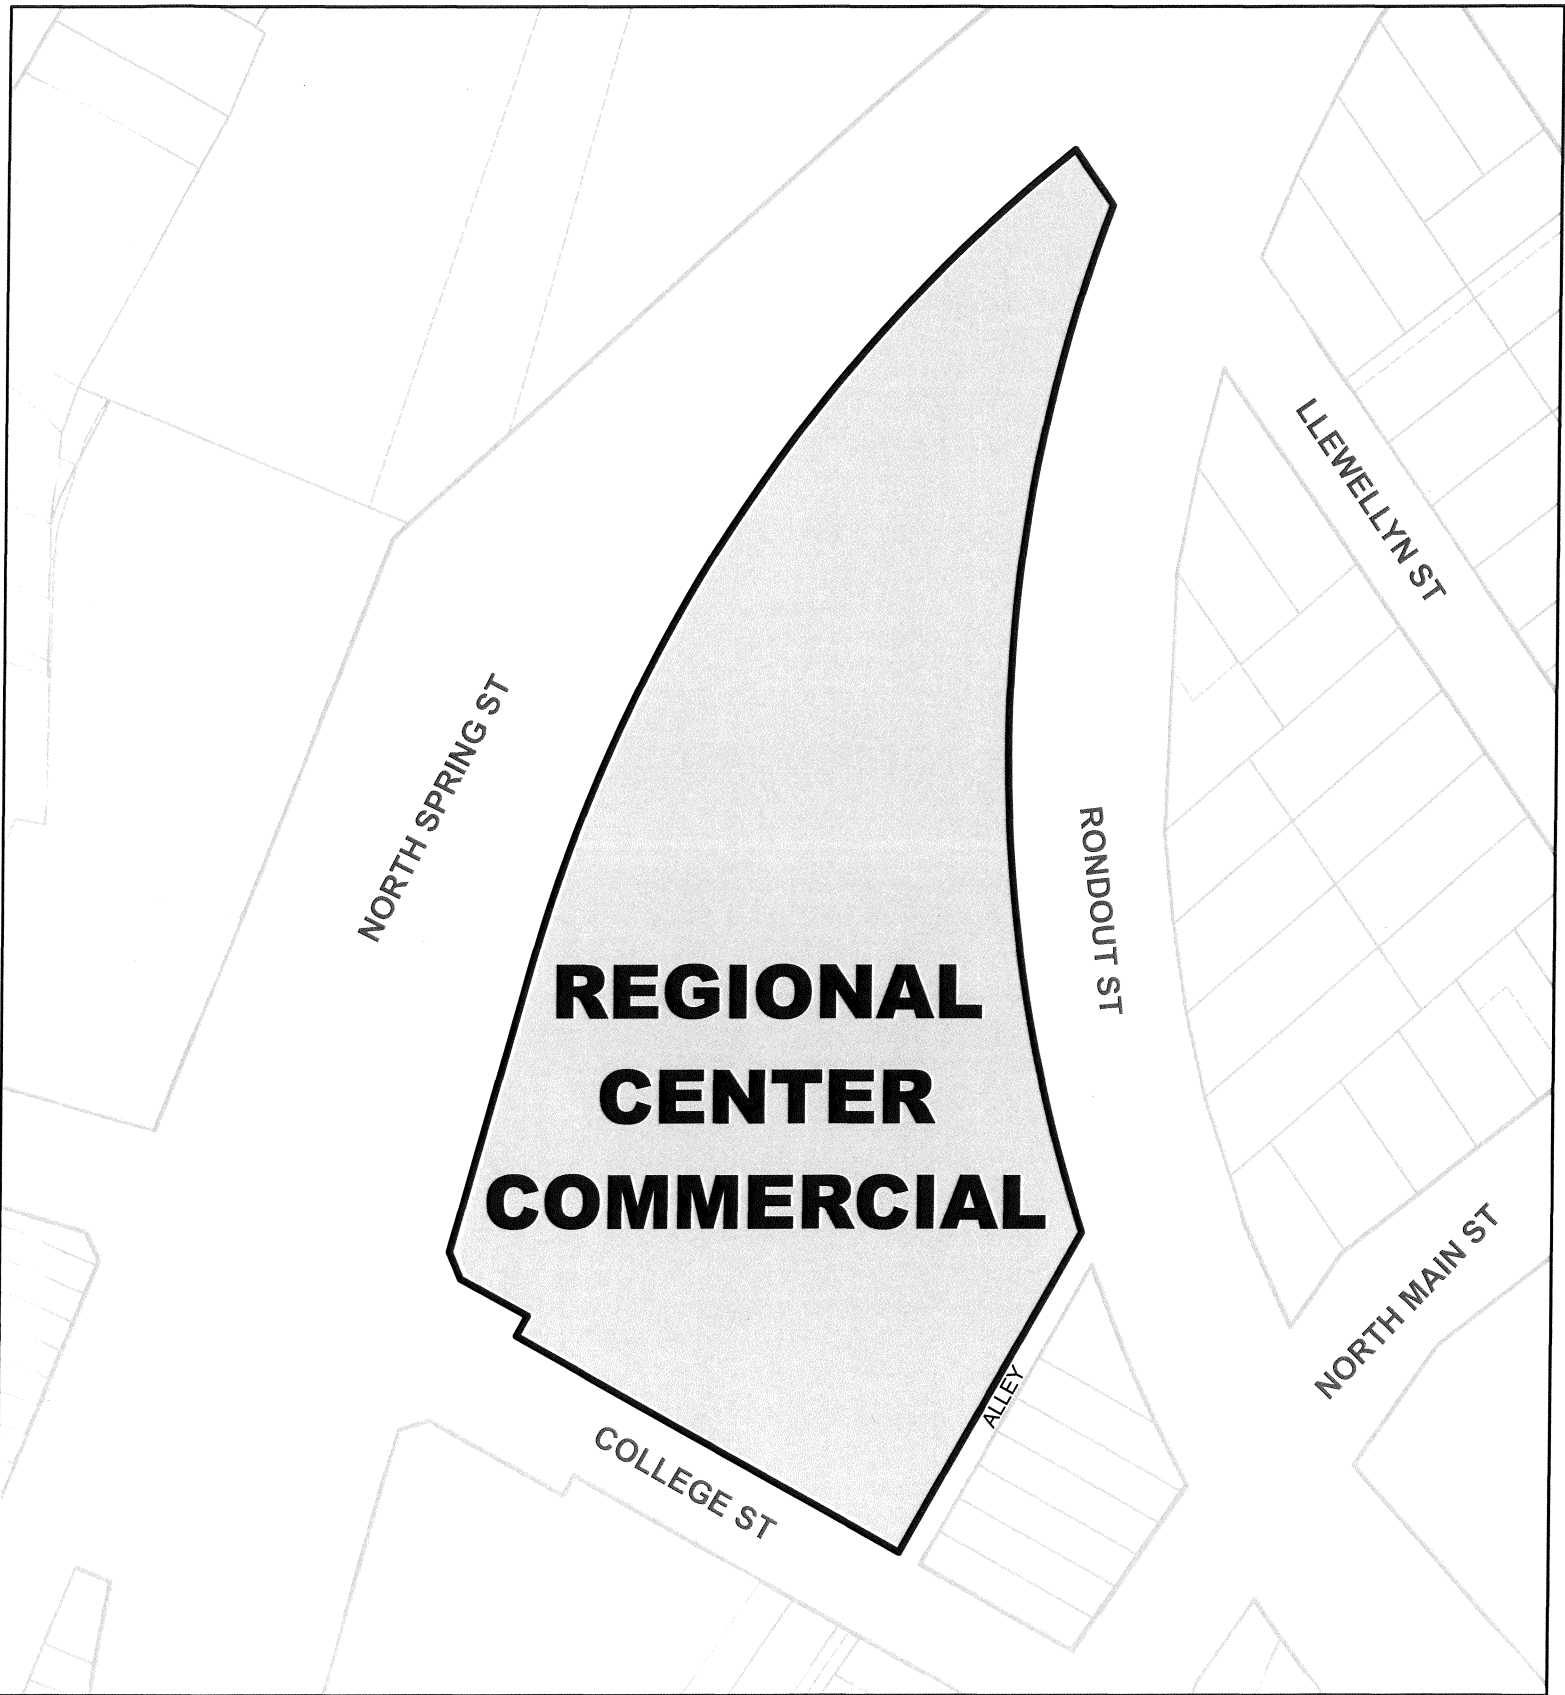 LLEWELLYN ST
NORTH SPRING ST
RONDOUT ST
REGIONAL
CENTER
COMMERCIAL
NORTH MAIN ST
ALLEY
COLLEGE ST